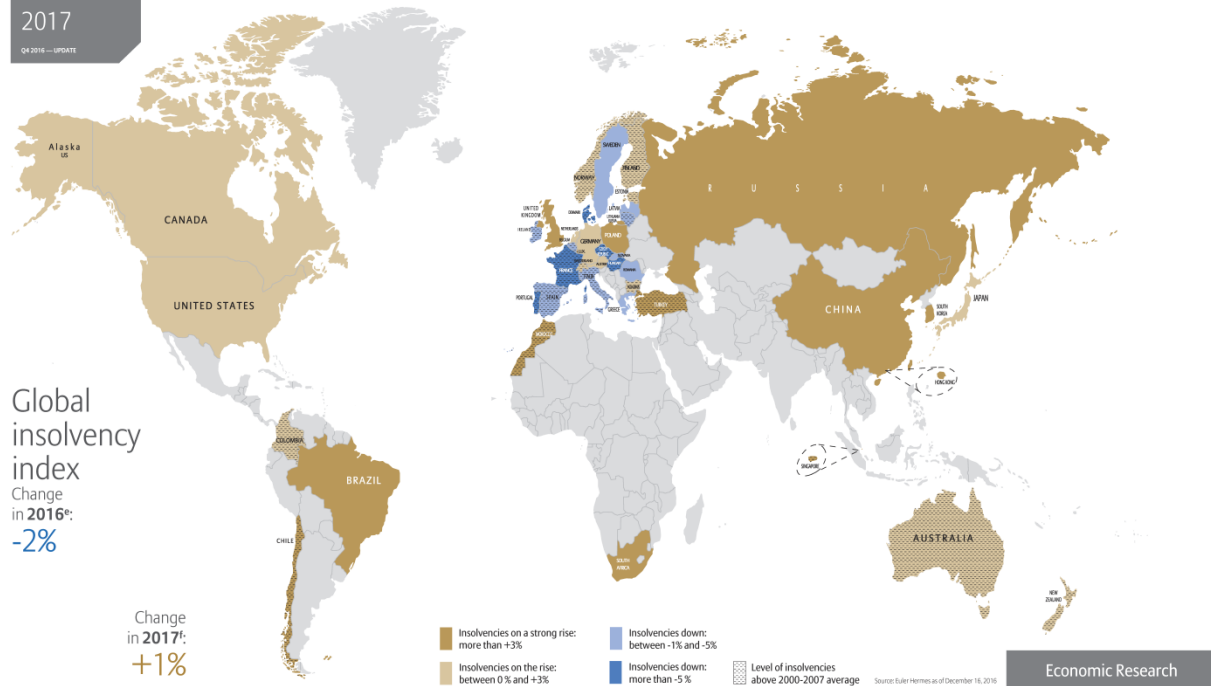 2017
Q4 2016 — UPDATE
Alaska
US
CANADA
UNITED STATES
Global
insolvency
index
Change
in 2016e:
-2%
Change
in 2017f:
+1%
COLOMBIA
BRAZIL
CHILE
SWEDEN
NORWAY
FINLAND
ESTONIA
LATVIA
LITHUANIA
DENMARK
UNITED
KINGDOM
IRELAND
NETHERLANDS
BELGIUM
GERMANY
POLAND
FRANCE
ITALY
PORTUGAL
SPAIN
GREECE
TURKEY
MOROCCO
SOUTH
AFRICA
RUSSIA
CHINA
SOUTH
KOREA
JAPAN
HONG KONG
SINGAPORE
AUSTRALIA
NEW
ZEALAND
Insolvencies on a strong rise:
more than +3%
Insolvencies on the rise:
between 0 % and +3%
Insolvencies down:
between -1% and -5%
Insolvencies down:
more than -5 %
Level of insolvencies
above 2000-2007 average
Source: Euler Hermes as of December 16, 2016
Economic Research